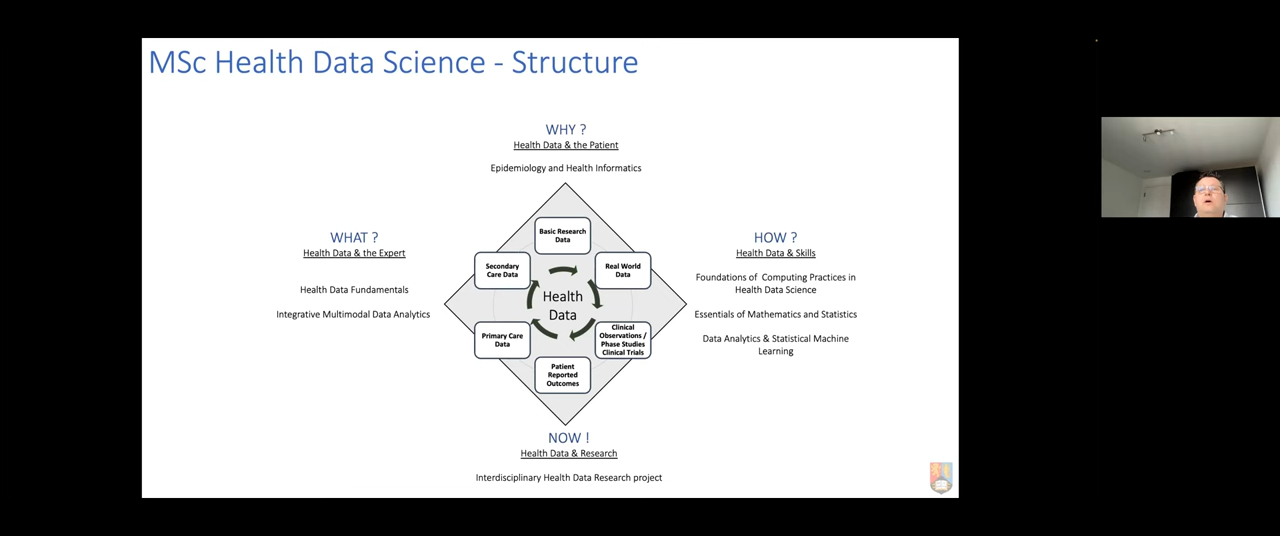 MSc Health Data Science - Structure
WHY ?
Health Data & the Patient
Epidemiology and Health Informatics
WHAT ?
Health Data & the Expert
Health Data Fundamentals
Integrative Multimodal Data Analytics
Basic Research
Data
Secondary
Care Data
Real World
Data
Health
Data
Primary Care
Data
Clinical
Observations /
Phase Studies
Clinical Trials
Patient
Reported
Outcomes
HOW ?
Health Data & Skills
Foundations of Computing Practices in
Health Data Science
Essentials of Mathematics and Statistics
Data Analytics & Statistical Machine
Learning
NOW !
Health Data & Research
Interdisciplinary Health Data Research project